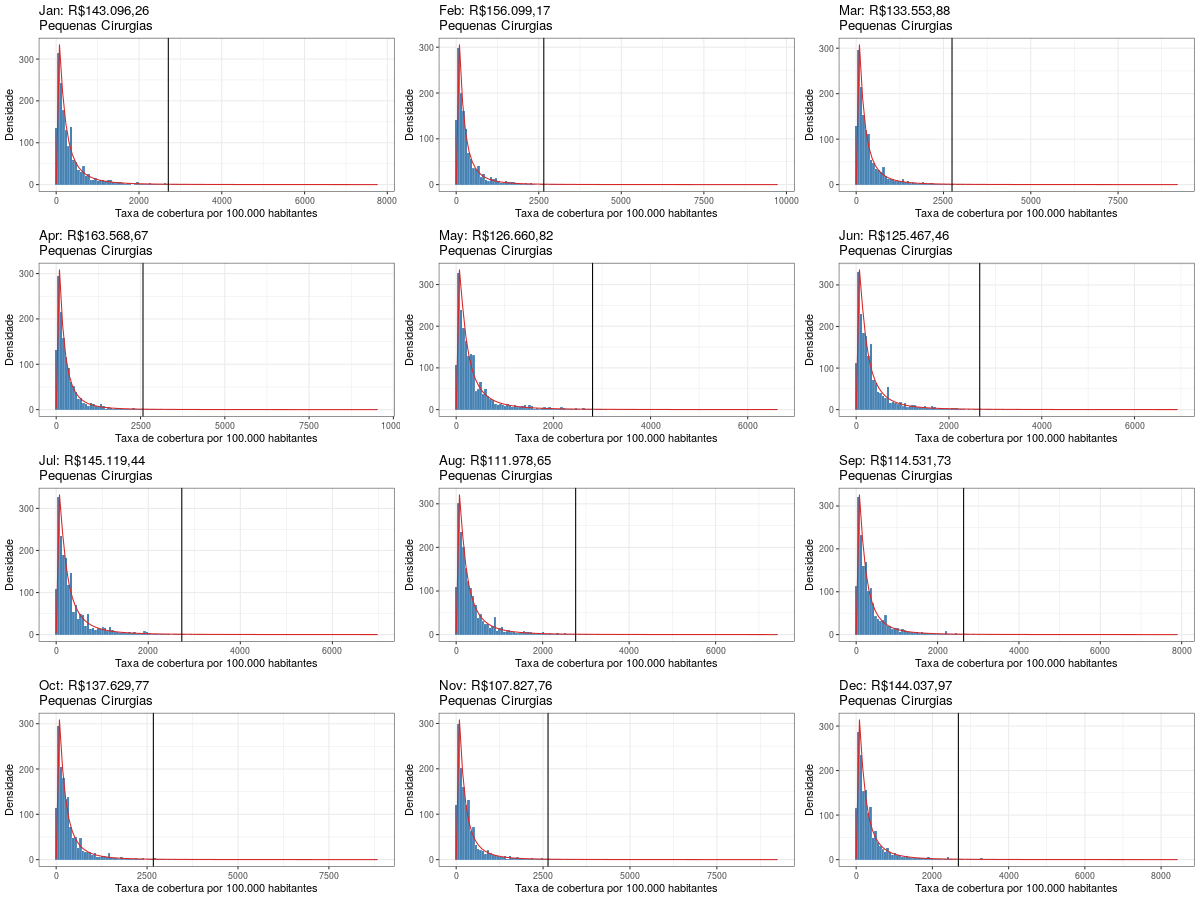 Jan: R$143.096,26
Pequenas Cirurgias
300
200
100
0
Densidade
0
2000
4000
6000
8000
Taxa de cobertura por 100.000 habitantes
Feb: R$156.099,17
Pequenas Cirurgias
300
200
100
0
Densidade
0
2500
5000
7500
10000
Taxa de cobertura por 100.000 habitantes
Mar: R$133.553,88
Pequenas Cirurgias
300
200
100
0
Densidade
0
2500
5000
7500
Taxa de cobertura por 100.000 habitantes
Apr: R$163.568,67
Pequenas Cirurgias
300
200
100
0
Densidade
0
2500
5000
7500
1000
Taxa de cobertura por 100.000 habitantes
May: R$126.660,82
Pequenas Cirurgias
300
200
100
0
Densidade
0
2000
4000
6000
Taxa de cobertura por 100.000 habitantes
Jun: R$125.467,46
Pequenas Cirurgias
300
200
100
0
Densidade
0
2000
4000
6000
Taxa de cobertura por 100.000 habitantes
Jul: R$145.119,44
Pequenas Cirurgias
300
200
100
0
Densidade
0
2000
4000
6000
Taxa de cobertura por 100.000 habitantes
Aug: R$111.978,65
Pequenas Cirurgias
300
200
100
0
Densidade
0
2000
4000
6000
Taxa de cobertura por 100.000 habitantes
Sep: R$114.531,73
Pequenas Cirurgias
300
200
100
0
Densidade
0
2000
4000
6000
8000
Taxa de cobertura por 100.000 habitantes
Oct: R$137.629,77
Pequenas Cirurgias
300
200
100
0
Densidade
0
2500
5000
7500
Taxa de cobertura por 100.000 habitantes
Nov: R$107.827,76
Pequenas Cirurgias
300
200
100
0
Densidade
0
2500
5000
7500
Taxa de cobertura por 100.000 habitantes
Dec: R$144.037,97
Pequenas Cirurgias
300
200
100
0
Densidade
0
2000
4000
6000
8000
Taxa de cobertura por 100.000 habitantes